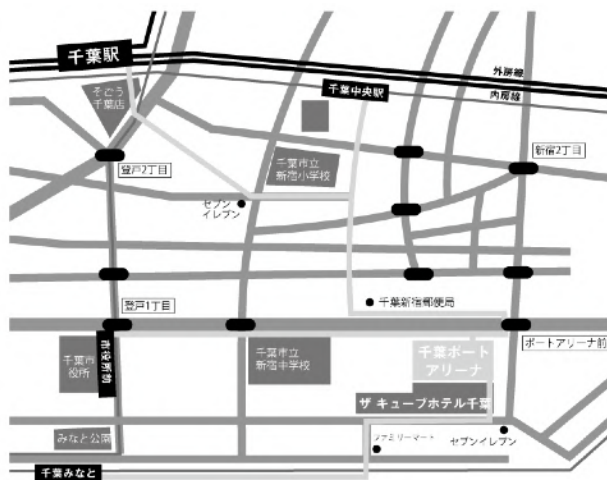 千葉駅
外房線
内房線
千葉中央駅
そごう
千葉店
登戸2丁目
千葉市立
新宿小学校
新宿2丁目
セブン
イレブン
千葉新宿郵便局
登戸1丁目
ポートアリーナ前
千葉市
役所
市役所前
千葉市立
新宿中学校
千葉ポート
アリーナ
ザ キューブホテル千葉
みなと公園
ファミリーマート
セブンイレブン
千葉みなと